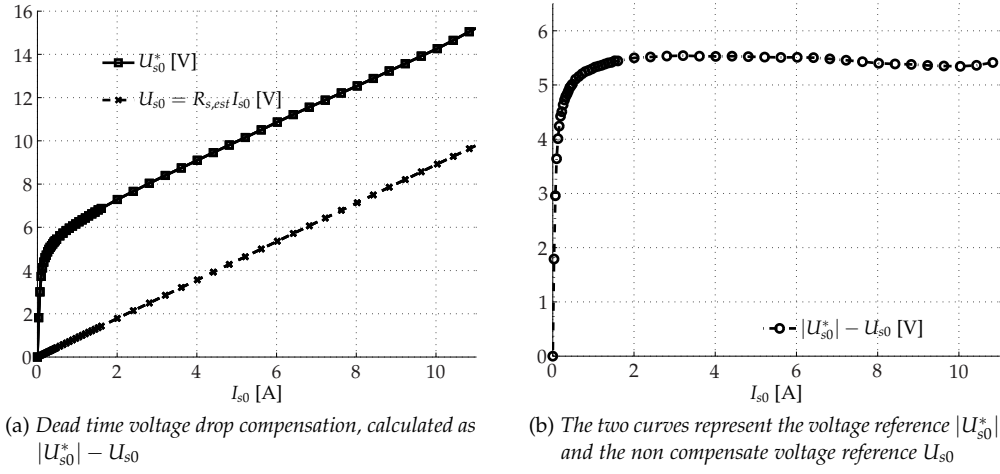 16
14
12
10
8
6
4
2
0
U*s0 [V]
Us0 = Rs,est Is0 [V]
0 2 4 6 8 10
Is0 [A]
(a) Dead time voltage drop compensation, calculated as
|U*s0| − Us0
6
5
4
3
2
1
0
|U*s0| − Us0 [V]
0 2 4 6 8 10
Is0 [A]
(b) The two curves represent the voltage reference |U*s0|
and the non compensate voltage reference Us0